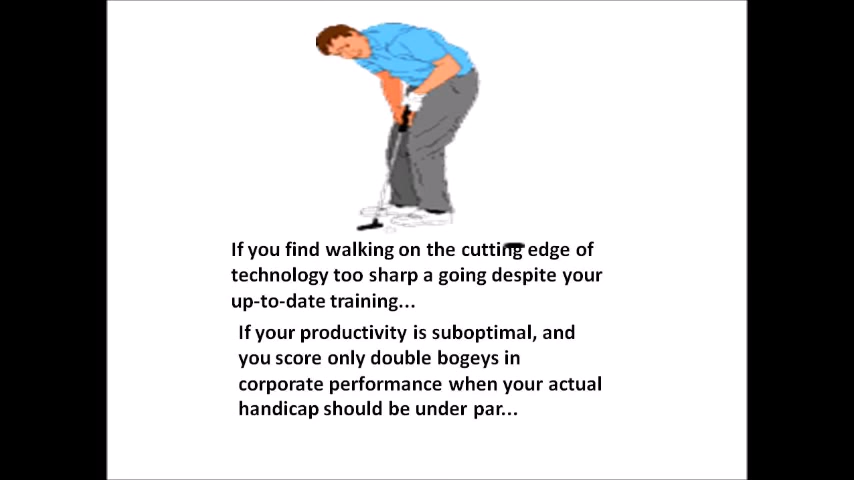 If you find walking on the cutting edge of
technology too sharp a going despite your
up-to-date training...
If your productivity is suboptimal, and
you score only double bogeys in
corporate performance when your actual
handicap should be under par...